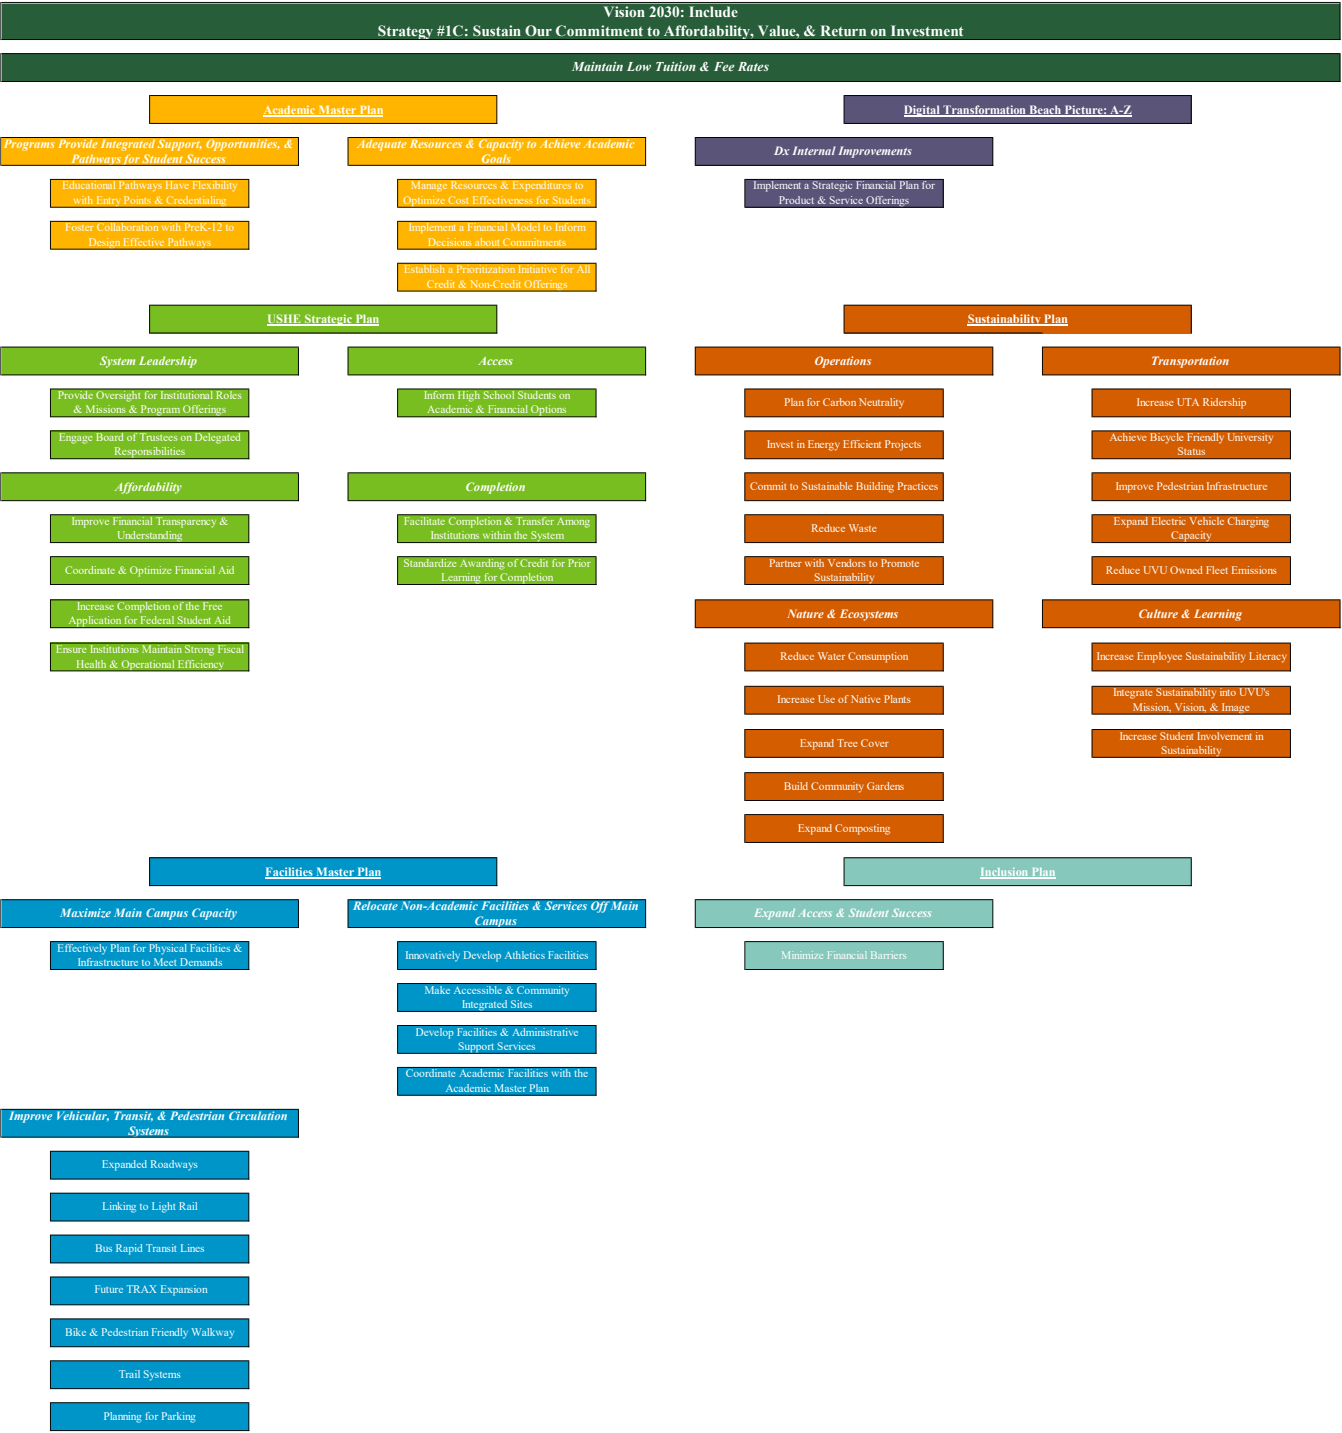 Vision 2030: Include
Strategy #1C: Sustain Our Commitment to Affordability, Value, & Return on Investment
Maintain Low Tuition & Fee Rates
Academic Master Plan
Programs Provide Integrated Support, Opportunities, &
Pathways for Student Success
Educational Pathways Have Flexibility
with Entry Points & Credentialing
Foster Collaboration with PreK-12 to
Design Effective Pathways
Adequate Resources & Capacity to Achieve Academic
Goals
Manage Resources & Expenditures to
Optimize Cost Effectiveness for Students
Implement a Financial Model to Inform
Decisions about Commitments
Establish a Prioritization Initiative for All
Credit & Non-Credit Offerings
Digital Transformation Beach Picture: A-Z
Dx Internal Improvements
Implement a Strategic Financial Plan for
Product & Service Offerings
USHE Strategic Plan
System Leadership
Provide Oversight for Institutional Roles
& Missions & Program Offerings
Engage Board of Trustees on Delegated
Responsibilities
Access
Inform High School Students on
Academic & Financial Options
Affordability
Improve Financial Transparency &
Understanding
Coordinate & Optimize Financial Aid
Increase Completion of the Free
Application for Federal Student Aid
Ensure Institutions Maintain Strong Fiscal
Health & Operational Efficiency
Completion
Facilitate Completion & Transfer Among
Institutions within the System
Standardize Awarding of Credit for Prior
Learning for Completion
Sustainability Plan
Operations
Plan for Carbon Neutrality
Invest in Energy Efficient Projects
Commit to Sustainable Building Practices
Reduce Waste
Partner with Vendors to Promote
Sustainability
Transportation
Increase UTA Ridership
Achieve Bicycle Friendly University
Status
Improve Pedestrian Infrastructure
Expand Electric Vehicle Charging
Capacity
Reduce UVU Owned Fleet Emissions
Nature & Ecosystems
Reduce Water Consumption
Increase Use of Native Plants
Expand Tree Cover
Build Community Gardens
Expand Composting
Culture & Learning
Increase Employee Sustainability Literacy
Integrate Sustainability into UVU's
Mission, Vision, & Image
Increase Student Involvement in
Sustainability
Facilities Master Plan
Maximize Main Campus Capacity
Effectively Plan for Physical Facilities &
Infrastructure to Meet Demands
Relocate Non-Academic Facilities & Services Off Main
Campus
Innovatively Develop Athletics Facilities
Make Accessible & Community
Integrated Sites
Develop Facilities & Administrative
Support Services
Coordinate Academic Facilities with the
Academic Master Plan
Improve Vehicular, Transit, & Pedestrian Circulation
Systems
Expanded Roadways
Linking to Light Rail
Bus Rapid Transit Lines
Future TRAX Expansion
Bike & Pedestrian Friendly Walkway
Trail Systems
Planning for Parking
Inclusion Plan
Expand Access & Student Success
Minimize Financial Barriers